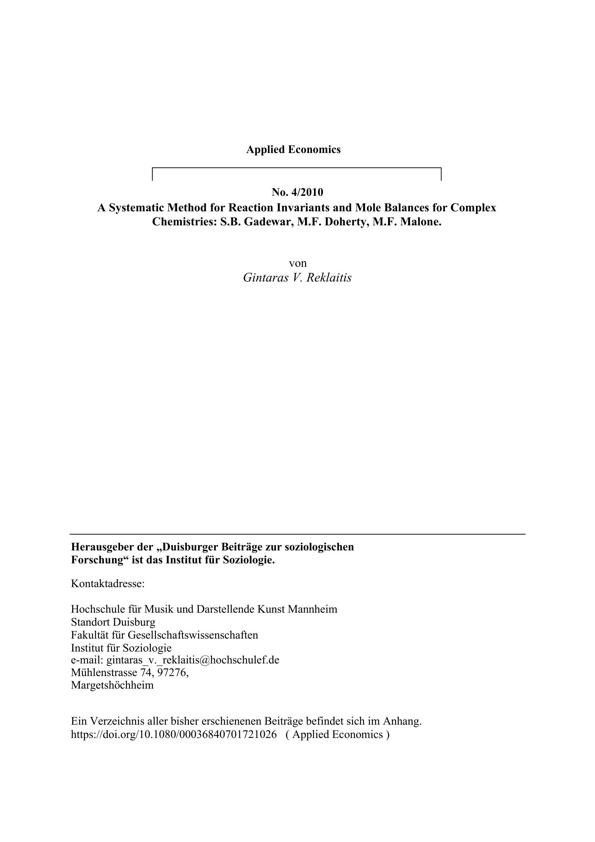 Applied Economics
No. 4/2010
A Systematic Method for Reaction Invariants and Mole Balances for Complex
Chemistries: S.B. Gadewar, M.F. Doherty, M.F. Malone.
von
Gintaras V. Reklaitis
Herausgeber der „Duisburger Beiträge zur soziologischen
Forschung“ ist das Institut für Soziologie.
Kontaktadresse:
Hochschule für Musik und Darstellende Kunst Mannheim
Standort Duisburg
Fakultät für Gesellschaftswissenschaften
Institut für Soziologie
e-mail: gintaras_v._reklaitis@hochschulef.de
Mühlenstrasse 74, 97276,
Margetshöchheim
Ein Verzeichnis aller bisher erschienenen Beiträge befindet sich im Anhang.
https://doi.org/10.1080/00036840701721026 ( Applied Economics )